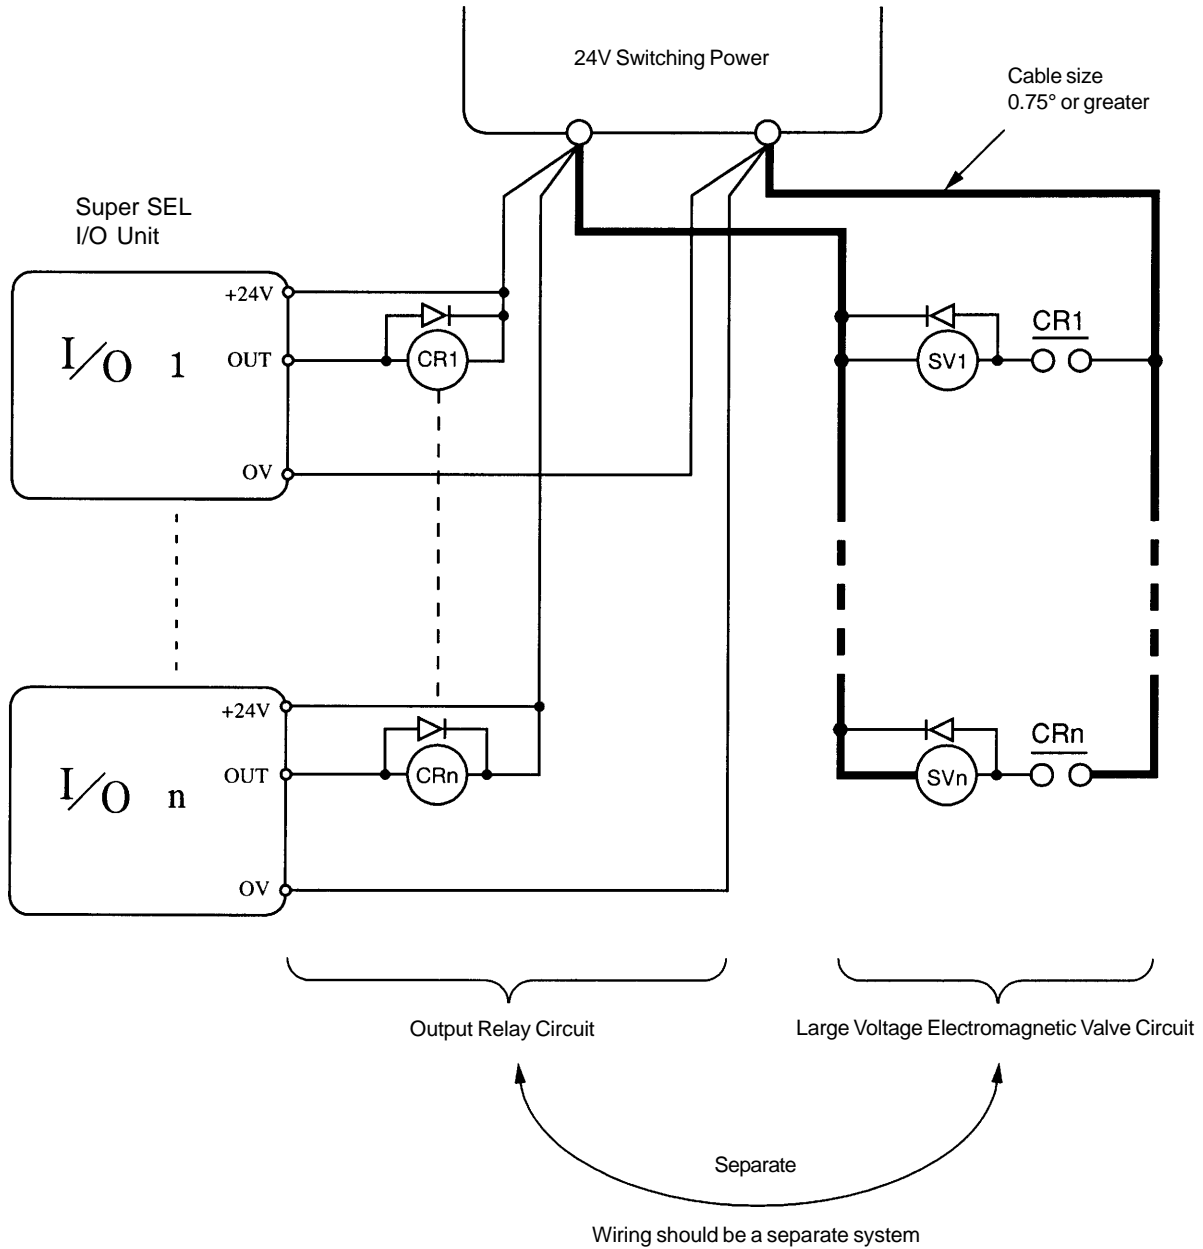 24V Switching Power
Cable size
0.75° or greater
Super SEL
I/O Unit
+24V
I/O 1
OUT
CR1
OV
SV1
CR1
+24V
I/O n
OUT
CRn
OV
SVn
CRn
Output Relay Circuit
Large Voltage Electromagnetic Valve Circuit
Separate
Wiring should be a separate system